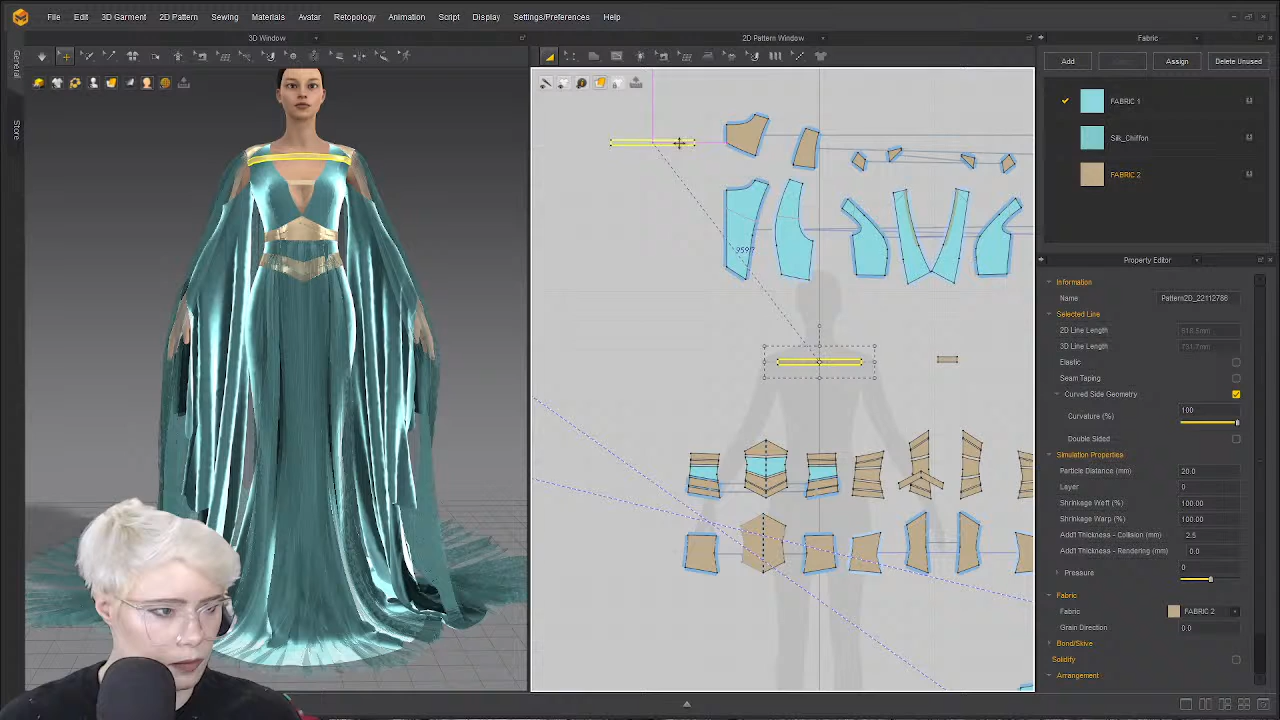 File Edit 3D Garment 2D Pattern Sewing Materials Avatar Retopology Animation Script Display Settings/Preferences Help
3D Window
2D Pattern Window
Fabric
General
Store
Add
Assign
Delete Unused
FABRIC 1
Silk_Chiffon
FABRIC 2
Property Editor
Information
Name Pattern2D_22112786
Selected Line
2D Line Length
3D Line Length
Elastic
Seam Taping
Curved Side Geometry
Curvature (%) 100
Double Sided
Simulation Properties
Particle Distance (mm) 20.0
Layer 0
Shrinkage Weft (%) 100.00
Shrinkage Warp (%) 100.00
Add'l Thickness - Collision (mm) 2.5
Add'l Thickness - Rendering (mm) 0.0
Pressure 0
Fabric
Fabric FABRIC 2
Grain Direction 0.0
Bond/Skive
Solidify
Arrangement